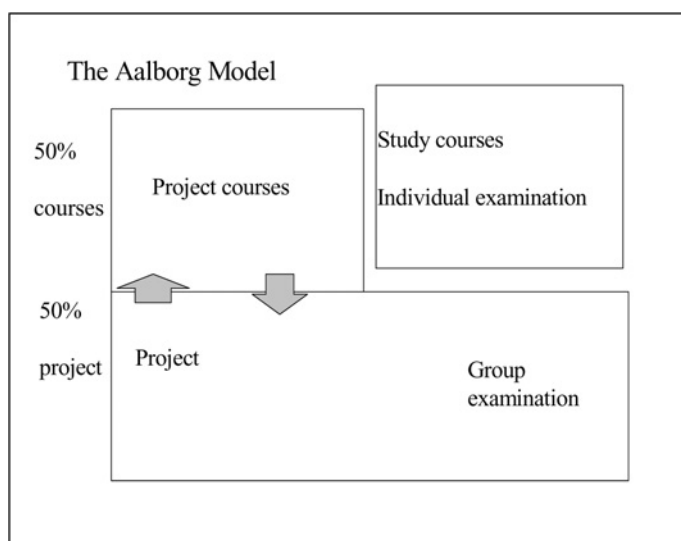 The Aalborg Model
50%
courses
Project courses
Study courses
Individual examination
50%
project
Project
Group
examination